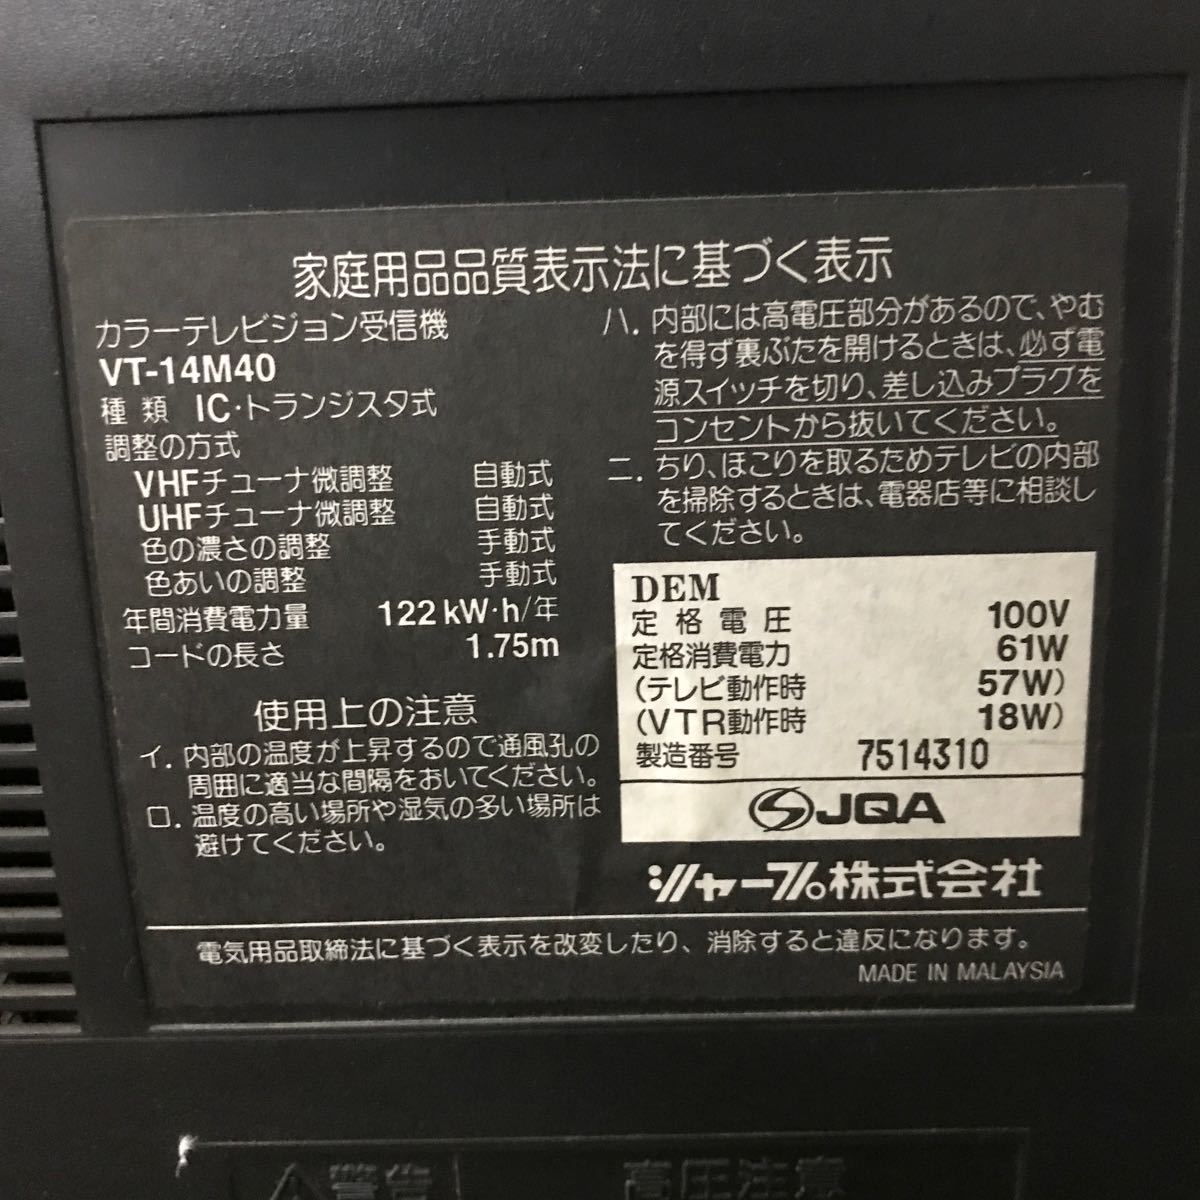 家庭用品品質表示法に基づく表示
カラーテレビジョン受信機
VT-14M40
種類 IC・トランジスタ式
調整の方式
VHFチューナ微調整 自動式
UHFチューナ微調整 自動式
色の濃さの調整 手動式
色あいの調整 手動式
年間消費電力量 122kW・h/年
コードの長さ 1.75m
使用上の注意
イ. 内部の温度が上昇するので通風孔の
周囲に適当な間隔をおいてください。
ロ. 温度の高い場所や湿気の多い場所は
避けてください。
ハ. 内部には高電圧部分があるので、やむ
を得ず裏ぶたを開けるときは、必ず電
源スイッチを切り、差し込みプラグを
コンセントから抜いてください。
ニ. ちり、ほこりを取るためテレビの内部
を掃除するときは、電器店等に相談し
てください。
DEM
定格電圧 100V
定格消費電力 61W
(テレビ動作時 57W)
(VTR動作時 18W)
製造番号 7514310
JQA
シャープ株式会社
電気用品取締法に基づく表示を改変したり、消除すると違反になります。
MADE IN MALAYSIA
警告 高圧注意